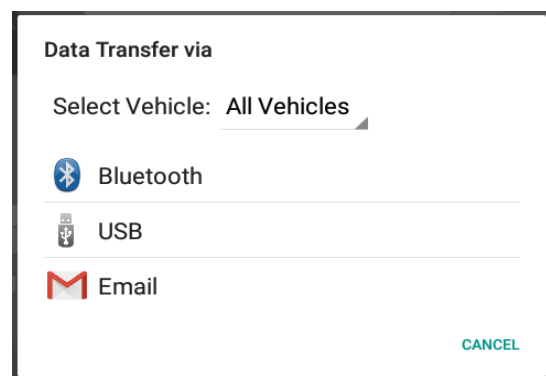 Data Transfer via
Select Vehicle: All Vehicles
Bluetooth
USB
Email
CANCEL